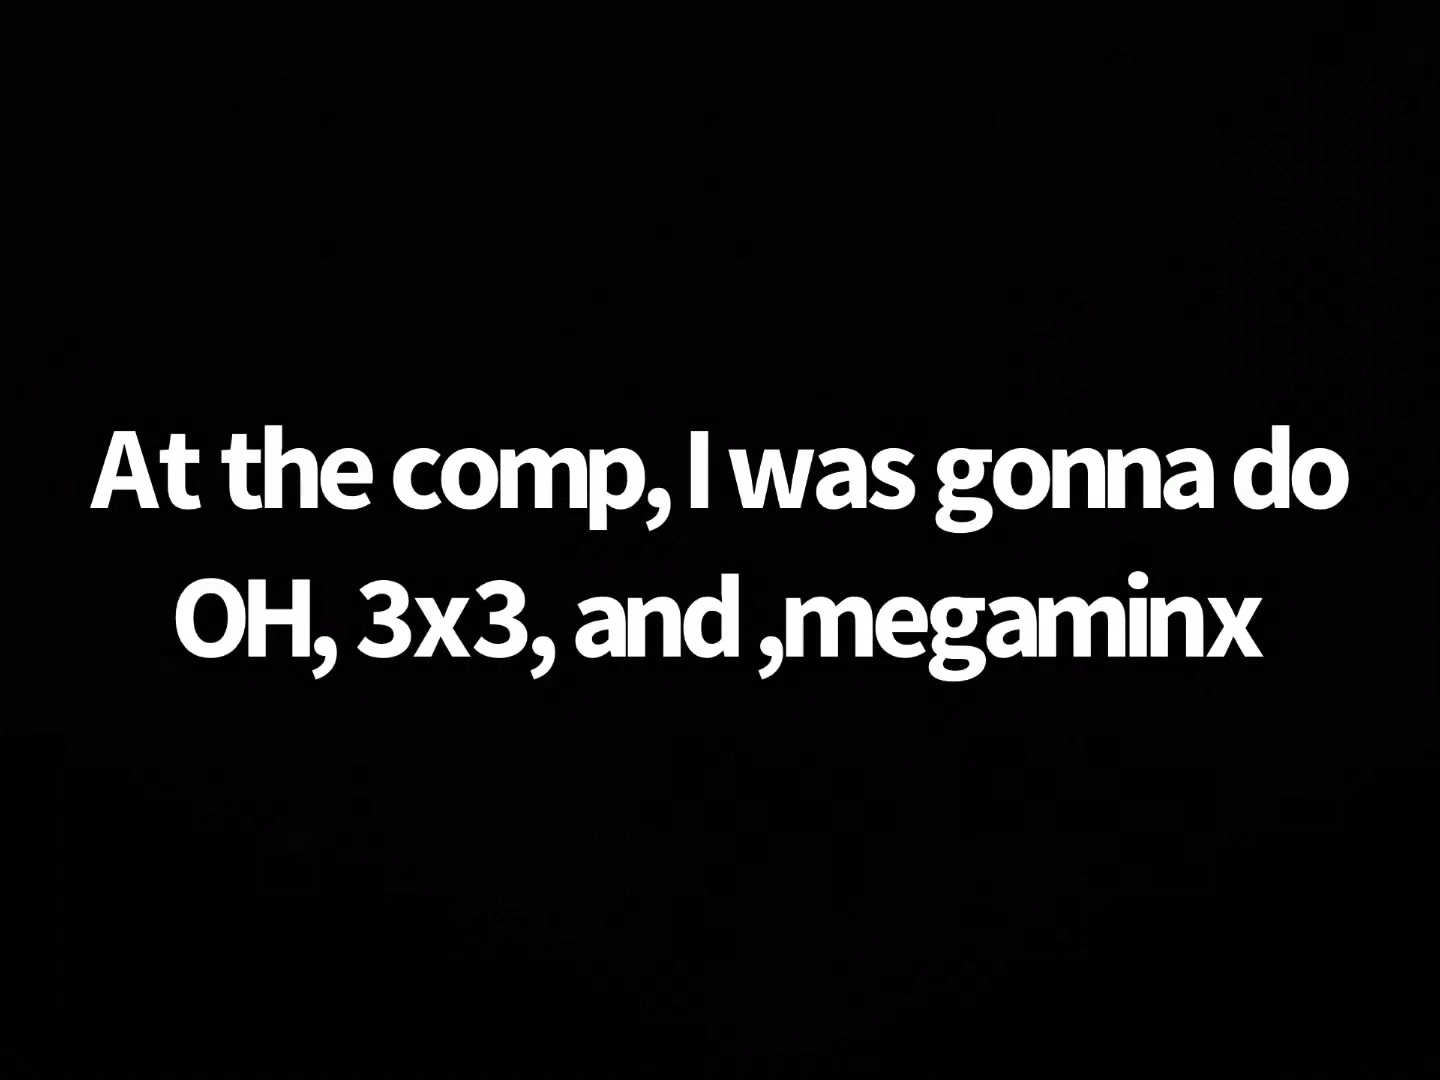 At the comp, I was gonna do
OH, 3x3, and ,megaminx